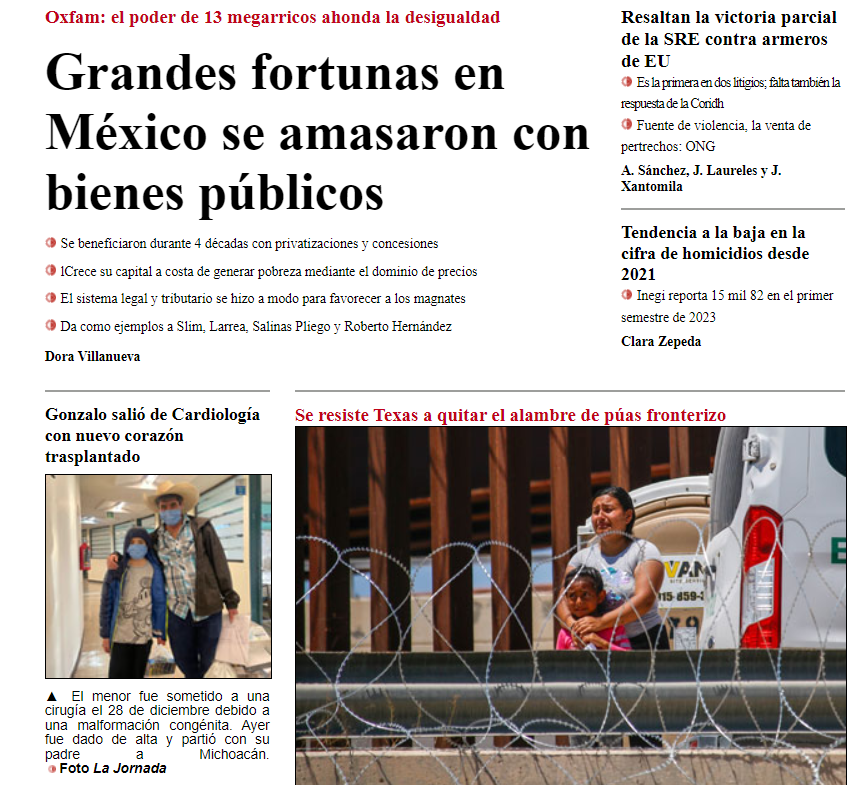 Oxfam: el poder de 13 megarricos ahonda la desigualdad
Grandes fortunas en
México se amasaron con
bienes públicos
Se beneficiaron durante 4 décadas con privatizaciones y concesiones
lCrece su capital a costa de generar pobreza mediante el dominio de precios
El sistema legal y tributario se hizo a modo para favorecer a los magnates
Da como ejemplos a Slim, Larrea, Salinas Pliego y Roberto Hernández
Dora Villanueva
Resaltan la victoria parcial
de la SRE contra armeros
de EU
Es la primera en dos litigios; falta también la
respuesta de la Coridh
Fuente de violencia, la venta de
pertrechos: ONG
A. Sánchez, J. Laureles y J.
Xantomila
Tendencia a la baja en la
cifra de homicidios desde
2021
Inegi reporta 15 mil 82 en el primer
semestre de 2023
Clara Zepeda
Gonzalo salió de Cardiología
con nuevo corazón
trasplantado
▲ El menor fue sometido a una
cirugía el 28 de diciembre debido a
una malformación congénita. Ayer
fue dado de alta y partió con su
padre a Michoacán.
Foto La Jornada
Se resiste Texas a quitar el alambre de púas fronterizo